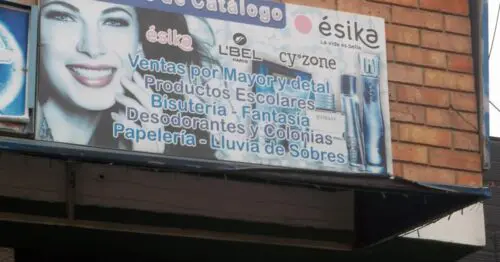 de Catálogo
ésika
La vida es bella
ésika L'BEL cy°zone
PARIS
Ventas por Mayor y detal
Productos Escolares
Bisutería - Fantasía
Desodorantes y Colonias
Papelería - Lluvia de Sobres